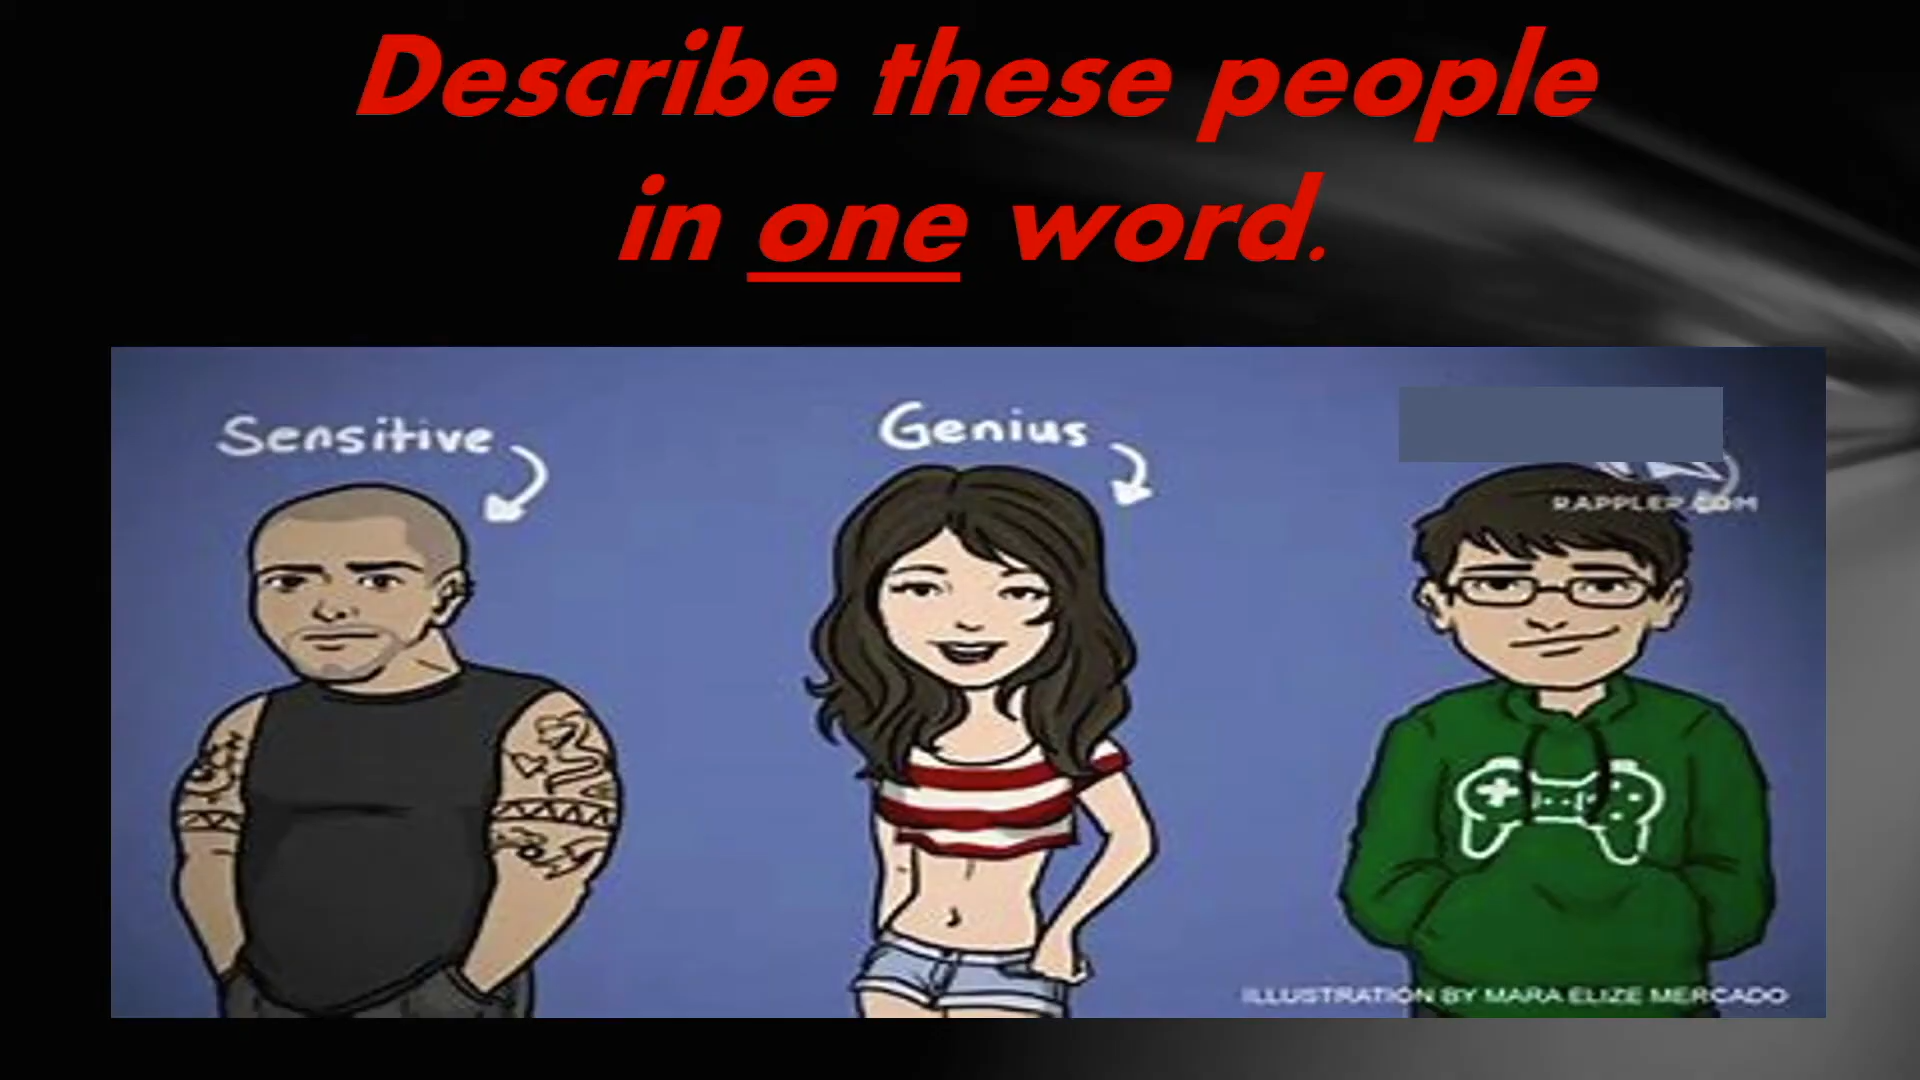 Describe these people
in one word.
Sensitive
Genius
RAPPLER.COM
ILLUSTRATION BY MARA ELIZE MERCADO